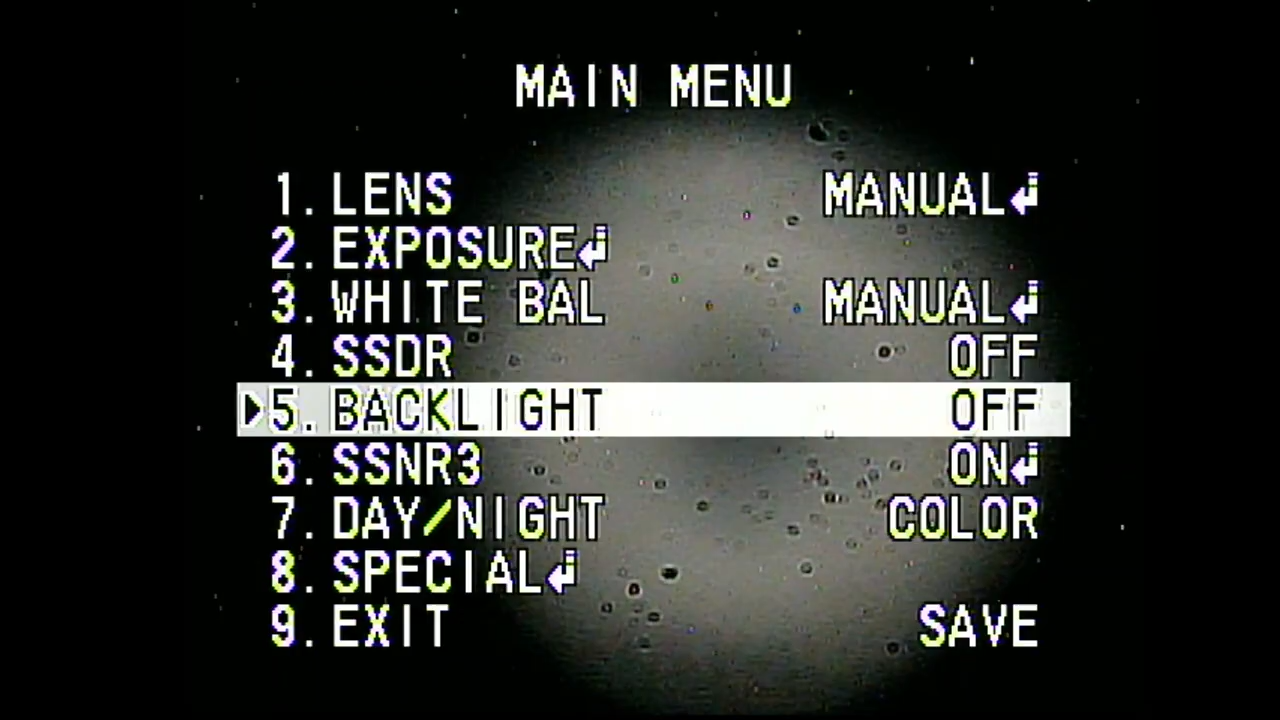 MAIN MENU
1. LENS MANUAL↲
2. EXPOSURE↲
3. WHITE BAL MANUAL↲
4. SSDR OFF
▶5. BACKLIGHT OFF
6. SSNR3 ON↲
7. DAY/NIGHT COLOR
8. SPECIAL↲
9. EXIT SAVE